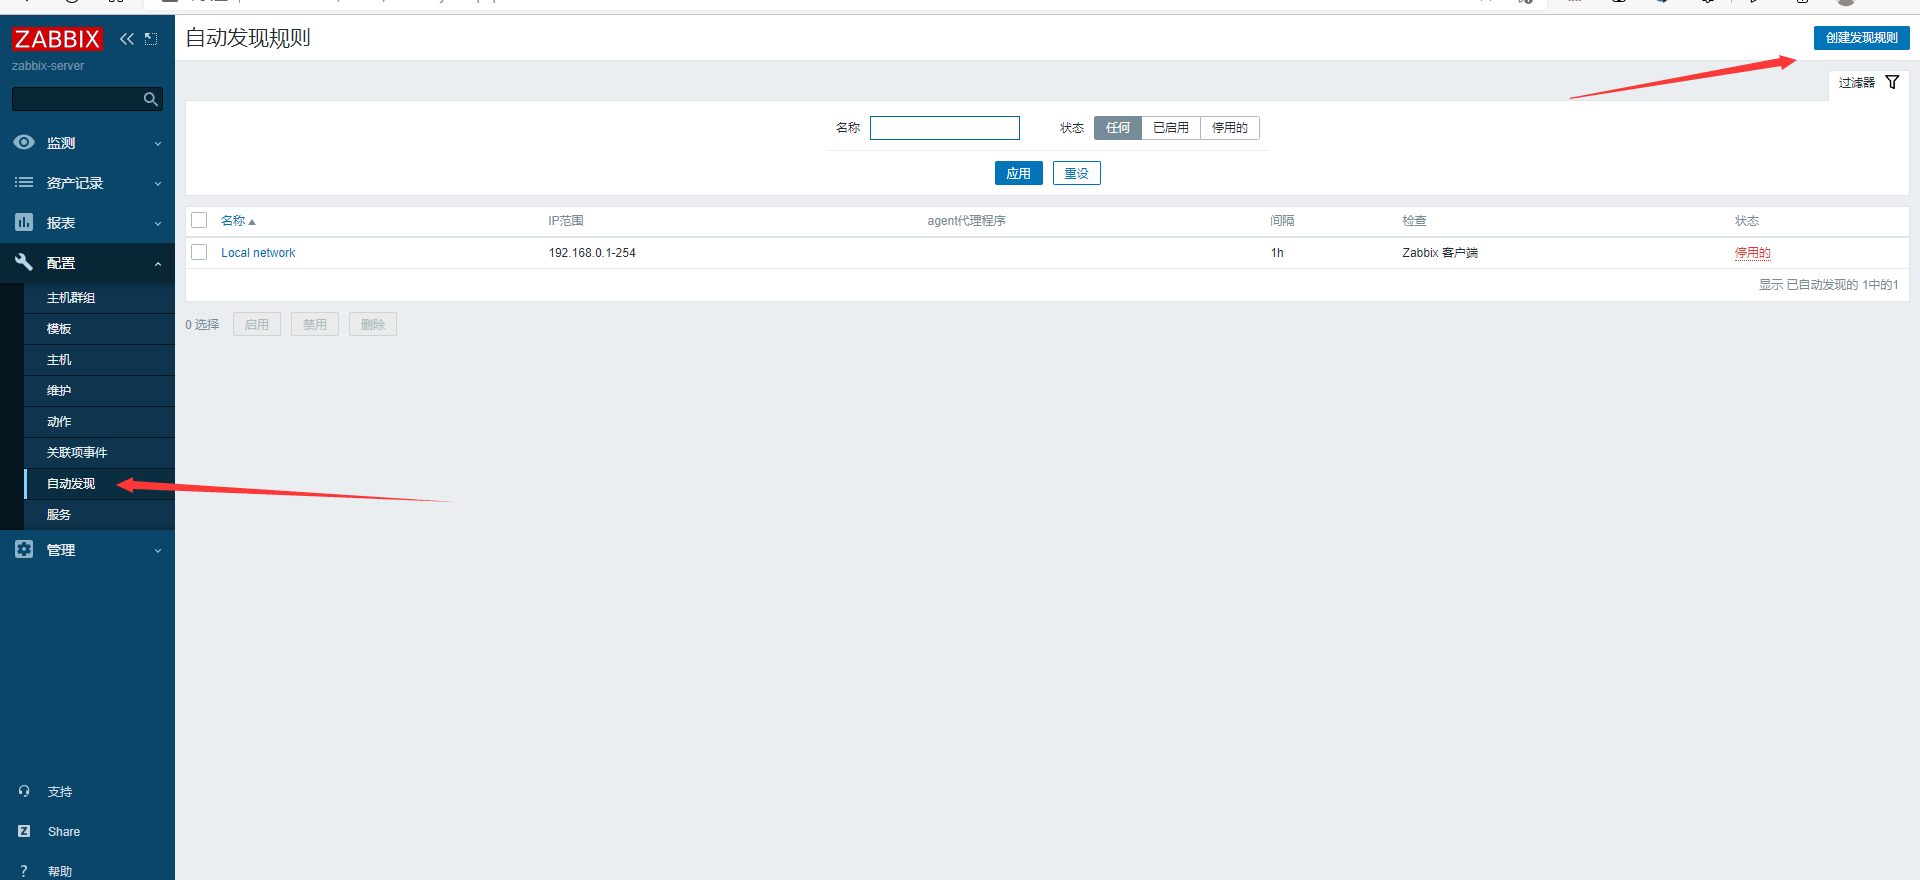 ZABBIX
zabbix-server
监测
资产记录
报表
配置
主机群组
模板
主机
维护
动作
关联项事件
自动发现
服务
管理
支持
Share
帮助
自动发现规则
创建发现规则
过滤器
名称
状态 任何 已启用 停用的
应用 重设
名称 IP范围 agent代理程序 间隔 检查 状态
Local network 192.168.0.1-254 1h Zabbix 客户端 停用的
显示 已自动发现的 1中的1
0 选择 启用 禁用 删除